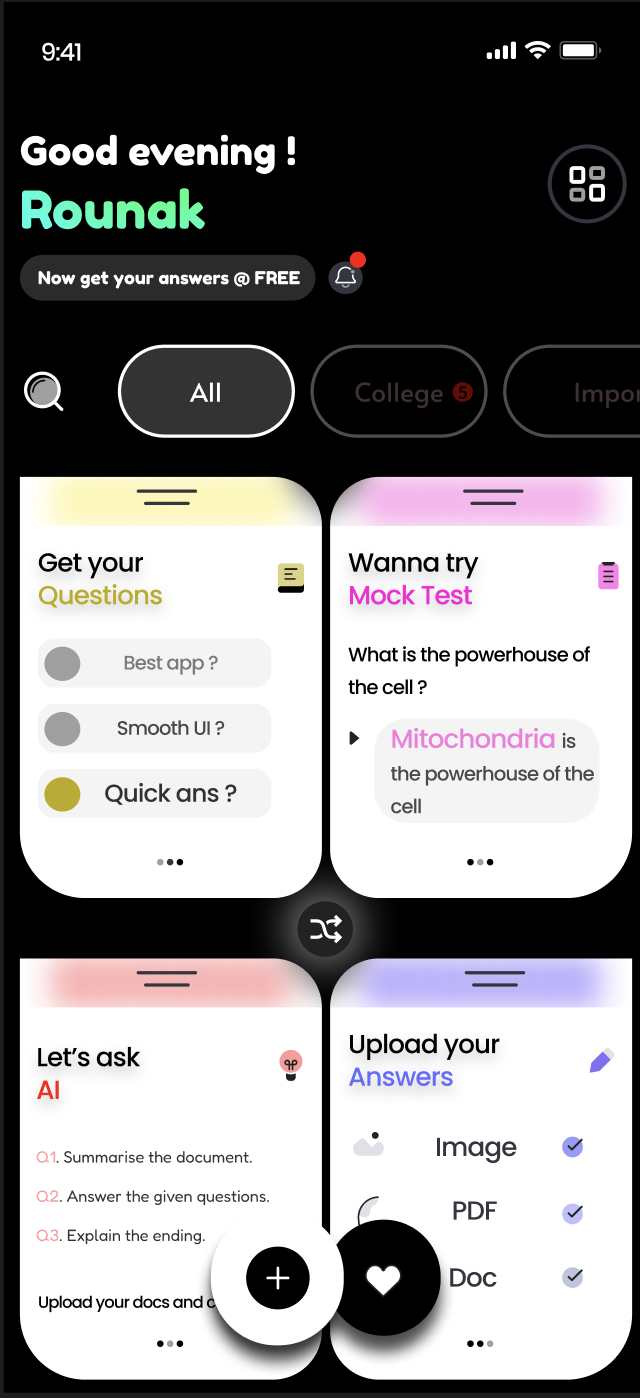 9:41
Good evening !
Rounak
Now get your answers @ FREE
All
College 5
Get your
Questions
Best app ?
Smooth UI ?
Quick ans ?
Wanna try
Mock Test
What is the powerhouse of
the cell ?
Mitochondria is
the powerhouse of the
cell
Let's ask
AI
Q1. Summarise the document.
Q2. Answer the given questions.
Q3. Explain the ending.
Upload your docs and
Upload your
Answers
Image
PDF
Doc